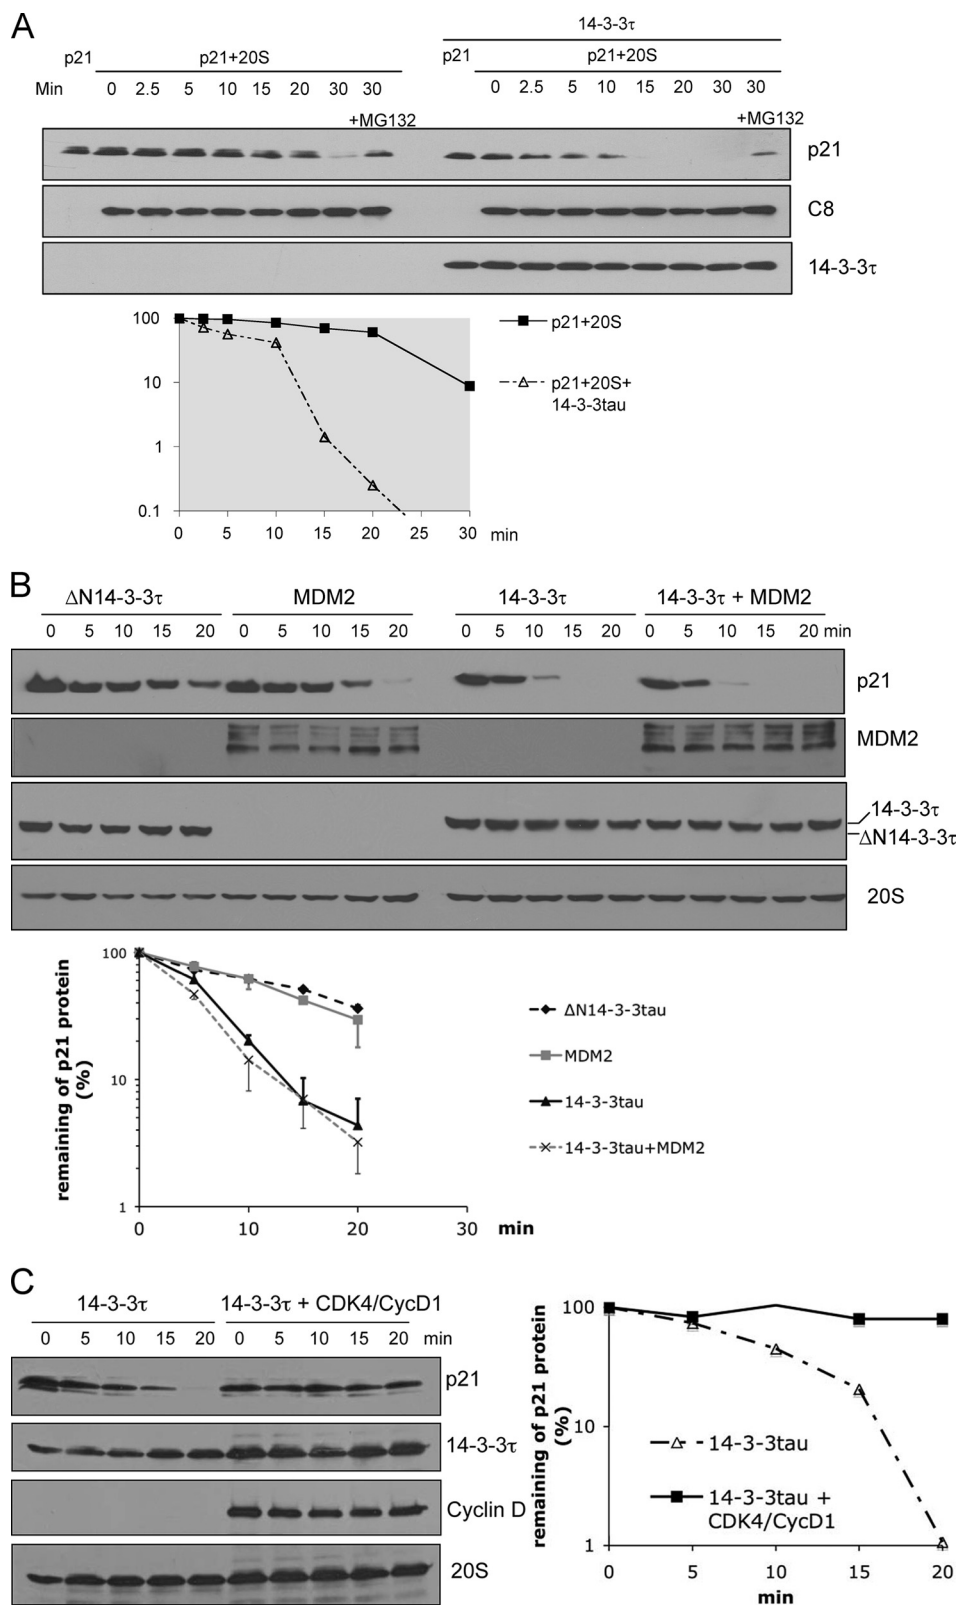 A
14-3-3τ
p21 p21+20S p21 p21+20S
Min 0 2.5 5 10 15 20 30 30 0 2.5 5 10 15 20 30 30
+MG132 +MG132
p21
C8
14-3-3τ
100
10
1
0.1
0 5 10 15 20 25 30 min
p21+20S
p21+20S+
14-3-3tau
B
ΔN14-3-3τ MDM2 14-3-3τ 14-3-3τ + MDM2
0 5 10 15 20 0 5 10 15 20 0 5 10 15 20 0 5 10 15 20 min
p21
MDM2
14-3-3τ
ΔN14-3-3τ
20S
remaining of p21 protein
(%)
100
10
1
0 10 20 30 min
ΔN14-3-3tau
MDM2
14-3-3tau
14-3-3tau+MDM2
C
14-3-3τ 14-3-3τ + CDK4/CycD1
0 5 10 15 20 0 5 10 15 20 min
p21
14-3-3τ
Cyclin D
20S
remaining of p21 protein
(%)
100
10
1
0 5 10 15 20
min
14-3-3tau
14-3-3tau +
CDK4/CycD1